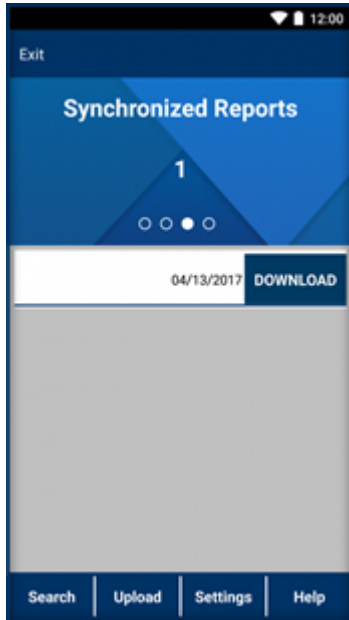 12:00
Exit
Synchronized Reports
1
04/13/2017 DOWNLOAD
Search Upload Settings Help